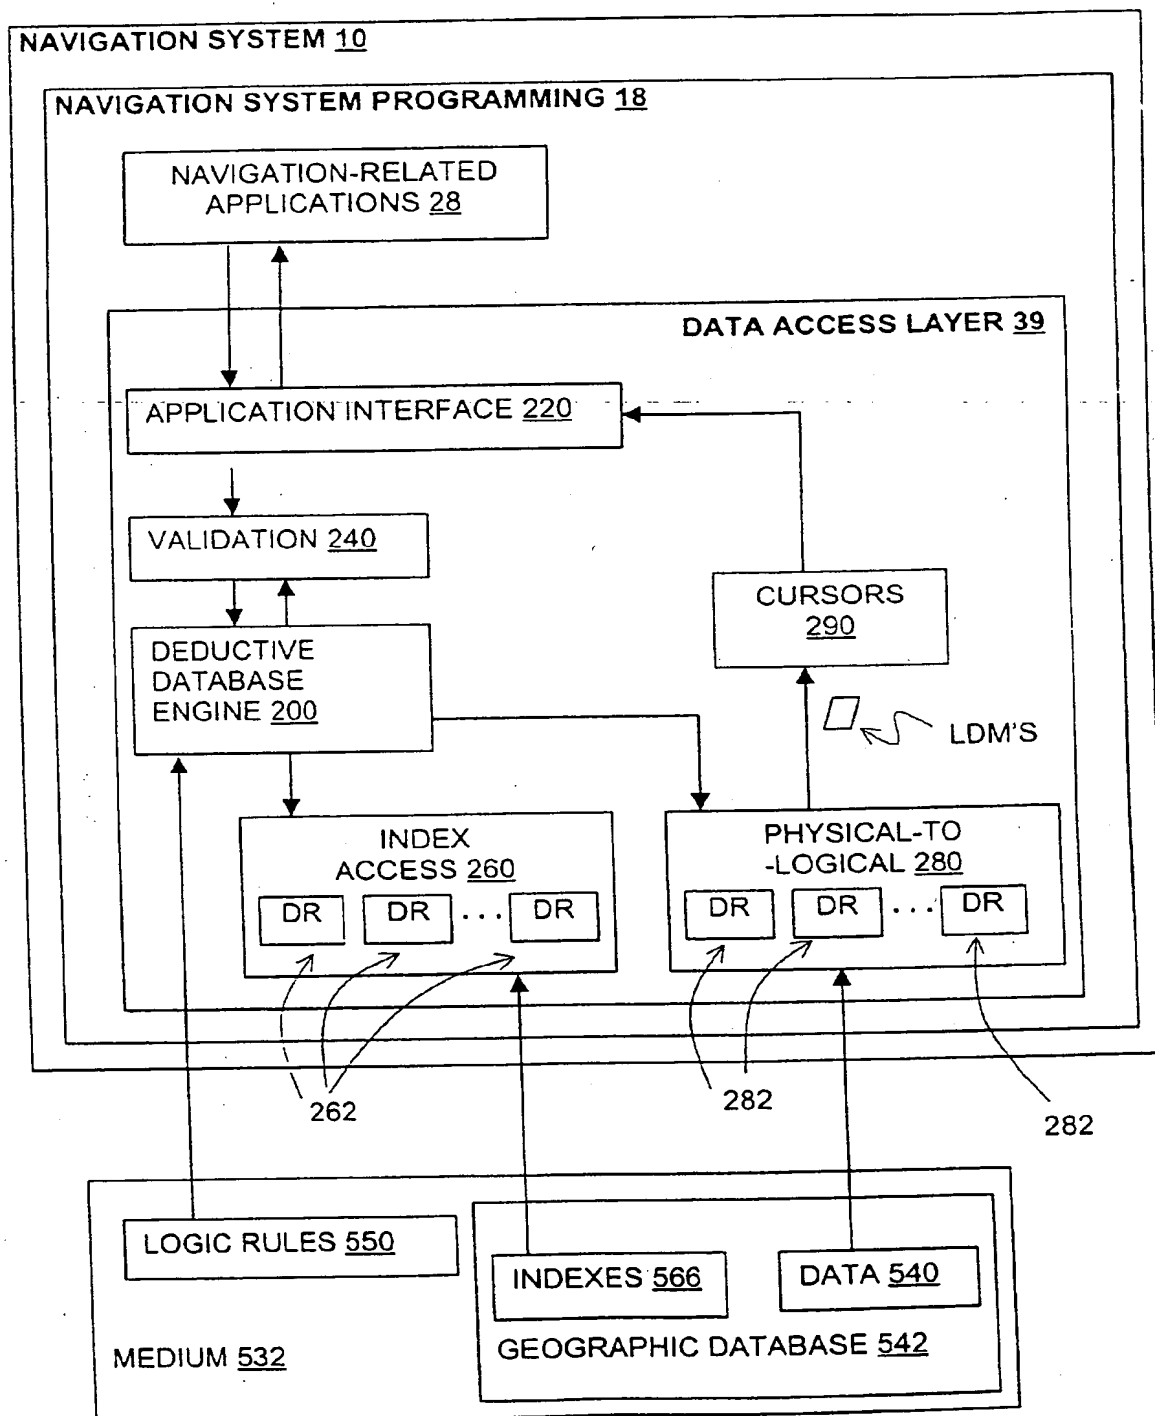 NAVIGATION SYSTEM 10
NAVIGATION SYSTEM PROGRAMMING 18
NAVIGATION-RELATED
APPLICATIONS 28
DATA ACCESS LAYER 39
APPLICATION INTERFACE 220
VALIDATION 240
CURSORS
290
DEDUCTIVE
DATABASE
ENGINE 200
LDM'S
INDEX
ACCESS 260
DR DR ... DR
PHYSICAL-TO
-LOGICAL 280
DR DR ... DR
262
282
282
LOGIC RULES 550
INDEXES 566
DATA 540
GEOGRAPHIC DATABASE 542
MEDIUM 532